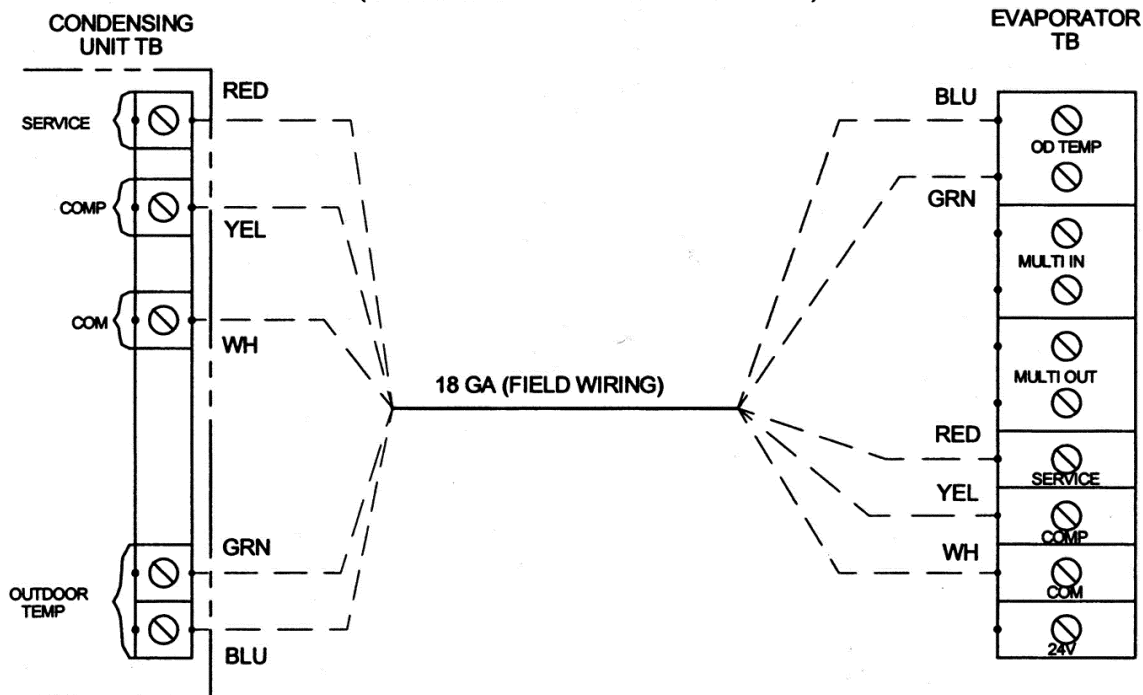 CONDENSING
UNIT TB
SERVICE
RED
COMP
YEL
COM
WH
GRN
OUTDOOR
TEMP
BLU
18 GA (FIELD WIRING)
EVAPORATOR
TB
BLU
OD TEMP
GRN
MULTI IN
MULTI OUT
RED
SERVICE
YEL
COMP
WH
COM
24V